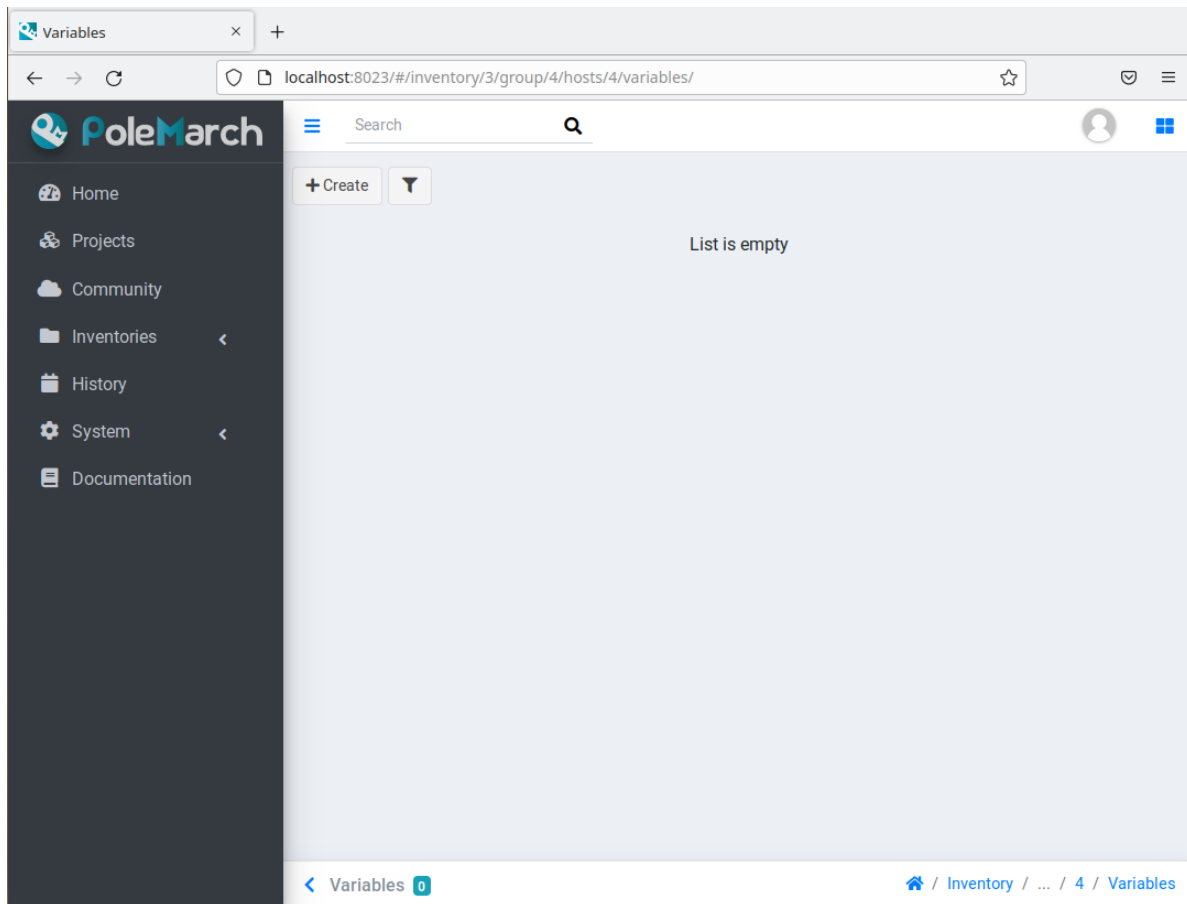 Variables
localhost:8023/#/inventory/3/group/4/hosts/4/variables/
PoleMarch
Search
Home
Projects
Community
Inventories
History
System
Documentation
Create
List is empty
Variables 0
/ Inventory / ... / 4 / Variables